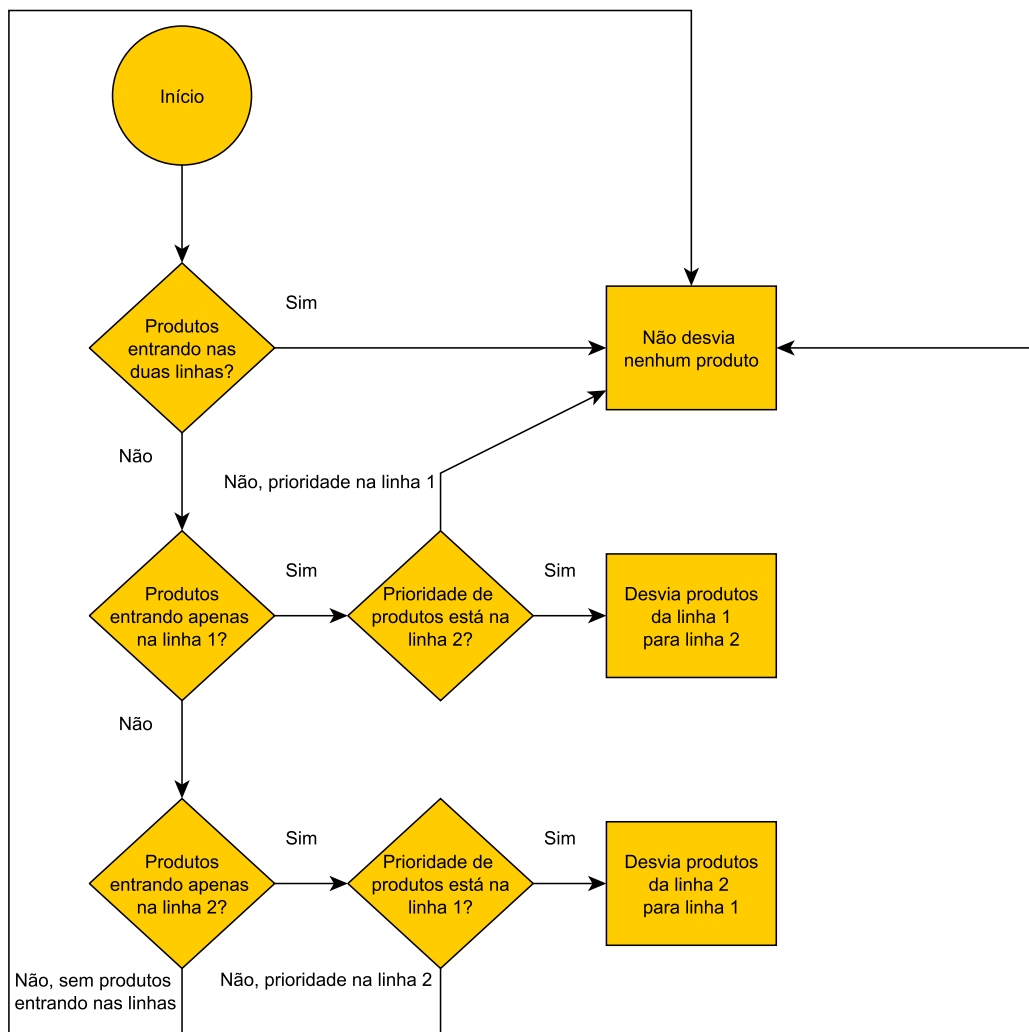 Início
Produtos
entrando nas
duas linhas?
Sim
Não desvia
nenhum produto
Não
Não, prioridade na linha 1
Produtos
entrando apenas
na linha 1?
Sim
Prioridade de
produtos está na
linha 2?
Sim
Desvia produtos
da linha 1
para linha 2
Não
Produtos
entrando apenas
na linha 2?
Sim
Prioridade de
produtos está na
linha 1?
Sim
Desvia produtos
da linha 2
para linha 1
Não, sem produtos
entrando nas linhas
Não, prioridade na linha 2